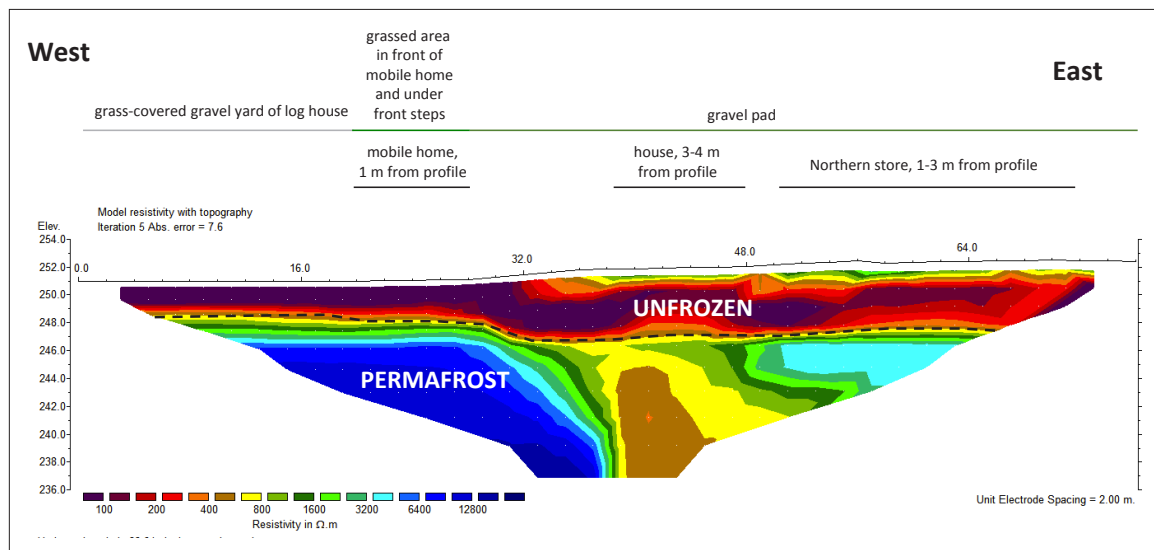 West
grassed area
in front of
mobile home
and under
front steps
East
grass-covered gravel yard of log house
gravel pad
mobile home,
1 m from profile
house, 3-4 m
from profile
Northern store, 1-3 m from profile
Model resistivity with topography
Iteration 5 Abs. error = 7.6
Elev.
254.0
252.0
250.0
248.0
246.0
244.0
242.0
240.0
238.0
236.0
0.0 16.0 32.0 48.0 64.0
UNFROZEN
PERMAFROST
100 200 400 800 1600 3200 6400 12800
Resistivity in Ω.m
Unit Electrode Spacing = 2.00 m.